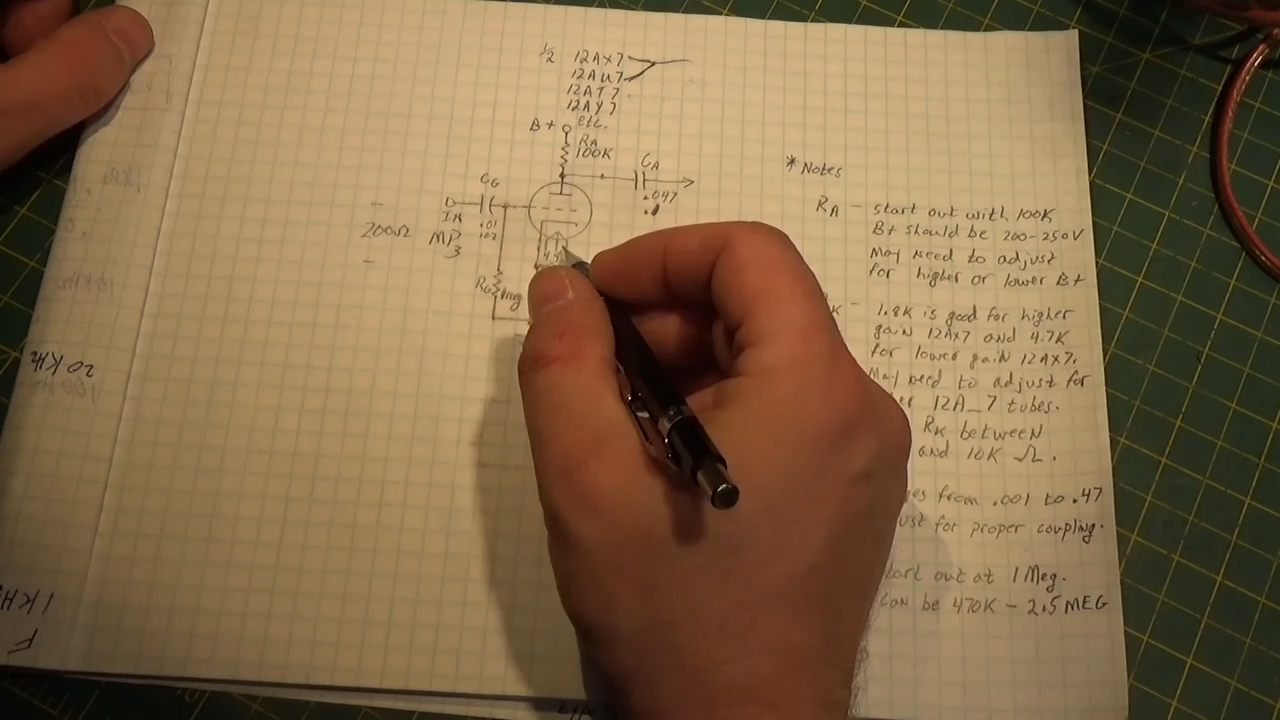 1/2 12AX7
12AU7
12AT7
12AY7
etc.
B+
RA
100K
CA
.047
CG
IN
.01
.02
MP
3
200Ω
RG 1meg
* Notes
RA - start out with 100K
B+ should be 200-250V
May need to adjust
for higher or lower B+
K - 1.8K is good for higher
gain 12AX7 and 4.7K
for lower gain 12AX7.
May need to adjust for
12A_7 tubes.
RK between
and 10K Ω.
from .001 to .47
for proper coupling.
start out at 1 Meg.
can be 470K - 2.5 MEG
20 KHz
1KHz
F